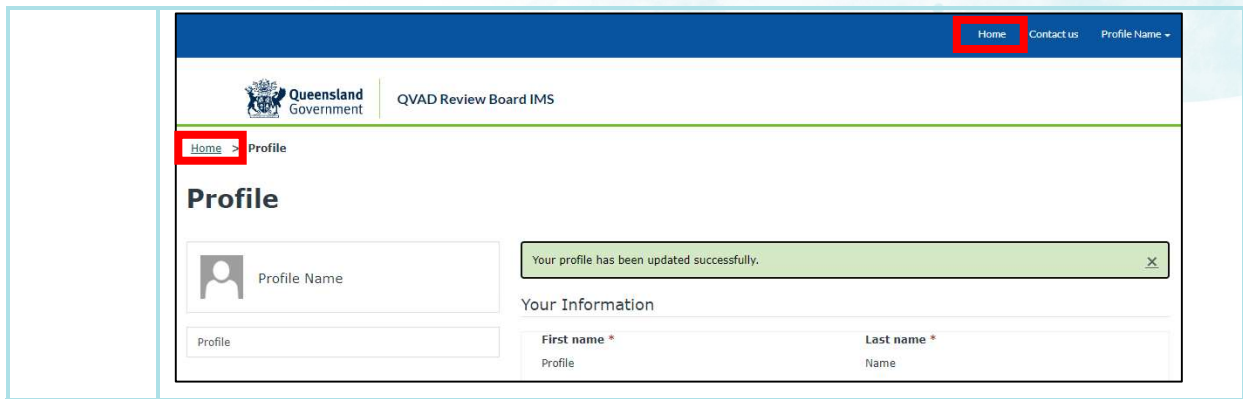 Home Contact us Profile Name
Queensland
Government
QVAD Review Board IMS
Home > Profile
Profile
Profile Name
Your profile has been updated successfully. ×
Your Information
Profile
First name * Last name *
Profile Name